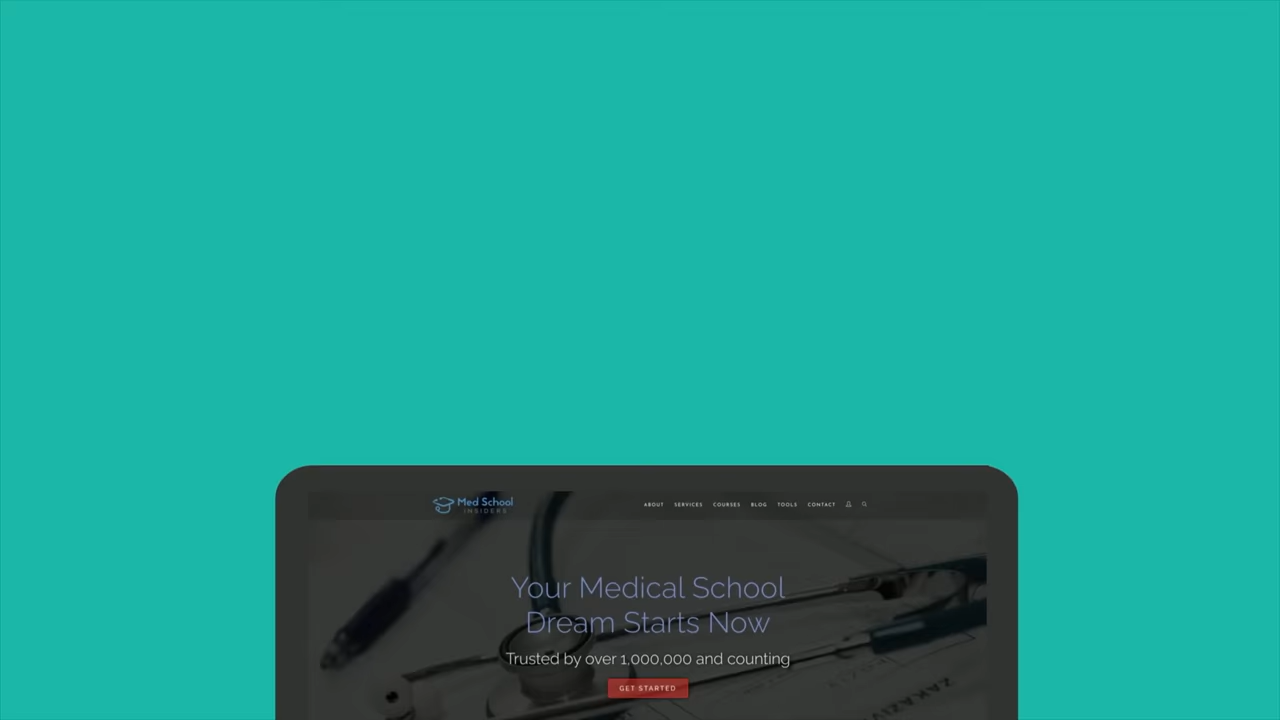 Med School
INSIDERS
ABOUT SERVICES COURSES BLOG TOOLS CONTACT
Your Medical School
Dream Starts Now
Trusted by over 1,000,000 and counting
GET STARTED